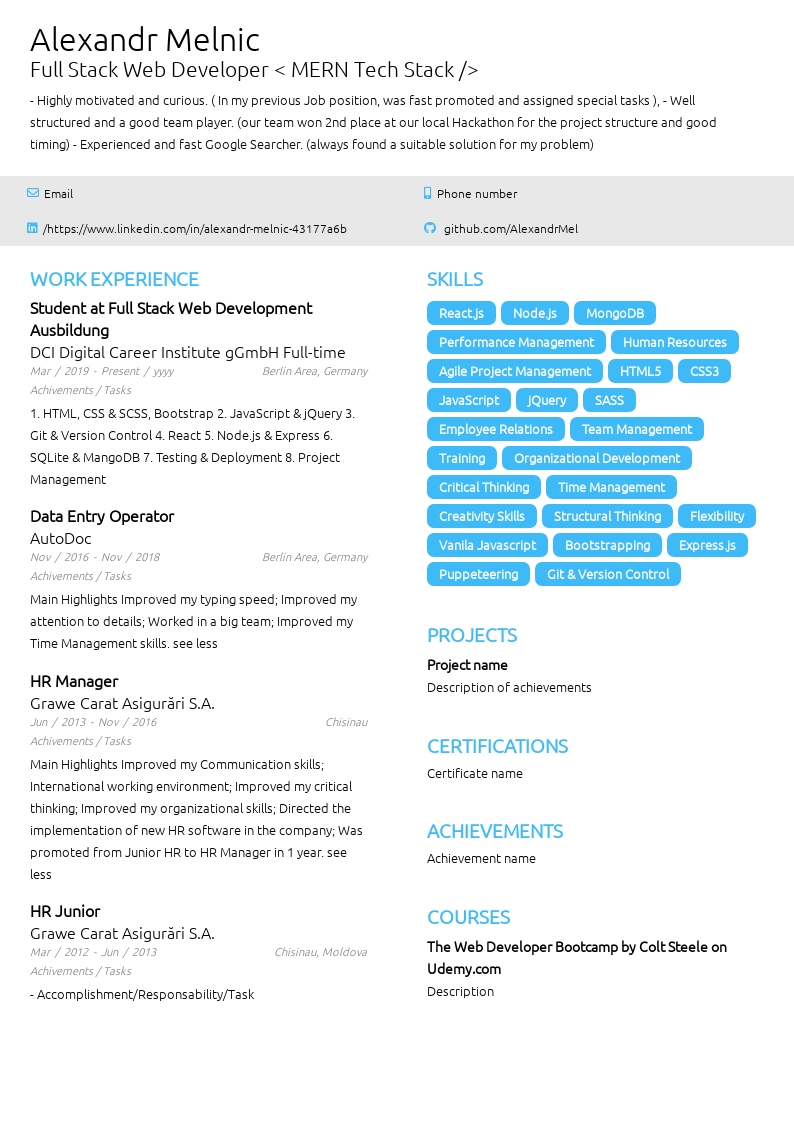 Alexandr Melnic
Full Stack Web Developer < MERN Tech Stack />
- Highly motivated and curious. ( In my previous Job position, was fast promoted and assigned special tasks ), - Well
structured and a good team player. (our team won 2nd place at our local Hackathon for the project structure and good
timing) - Experienced and fast Google Searcher. (always found a suitable solution for my problem)
Email
Phone number
/https://www.linkedin.com/in/alexandr-melnic-43177a6b
github.com/AlexandrMel
WORK EXPERIENCE
Student at Full Stack Web Development
Ausbildung
DCI Digital Career Institute gGmbH Full-time
Mar / 2019 - Present / yyyy Berlin Area, Germany
Achivements / Tasks
1. HTML, CSS & SCSS, Bootstrap 2. JavaScript & jQuery 3.
Git & Version Control 4. React 5. Node.js & Express 6.
SQLite & MongoDB 7. Testing & Deployment 8. Project
Management
Data Entry Operator
AutoDoc
Nov / 2016 - Nov / 2018 Berlin Area, Germany
Achivements / Tasks
Main Highlights Improved my typing speed; Improved my
attention to details; Worked in a big team; Improved my
Time Management skills. see less
HR Manager
Grawe Carat Asigurări S.A.
Jun / 2013 - Nov / 2016 Chisinau
Achivements / Tasks
Main Highlights Improved my Communication skills;
International working environment; Improved my critical
thinking; Improved my organizational skills; Directed the
implementation of new HR software in the company; Was
promoted from Junior HR to HR Manager in 1 year. see
less
HR Junior
Grawe Carat Asigurări S.A.
Mar / 2012 - Jun / 2013 Chisinau, Moldova
Achivements / Tasks
- Accomplishment/Responsability/Task
SKILLS
React.js Node.js MongoDB
Performance Management Human Resources
Agile Project Management HTML5 CSS3
JavaScript jQuery SASS
Employee Relations Team Management
Training Organizational Development
Critical Thinking Time Management
Creativity Skills Structural Thinking Flexibility
Vanila Javascript Bootstrapping Express.js
Puppeteering Git & Version Control
PROJECTS
Project name
Description of achievements
CERTIFICATIONS
Certificate name
ACHIEVEMENTS
Achievement name
COURSES
The Web Developer Bootcamp by Colt Steele on
Udemy.com
Description